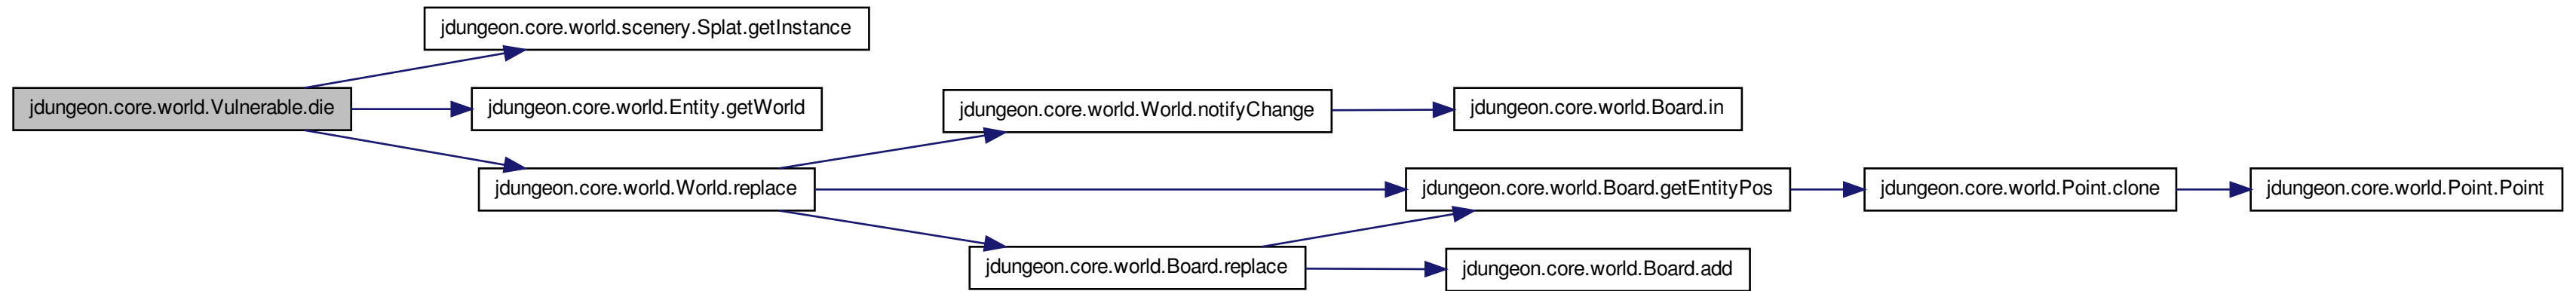 jdungeon.core.world.scenery.Splat.getInstance
jdungeon.core.world.Vulnerable.die
jdungeon.core.world.Entity.getWorld
jdungeon.core.world.World.notifyChange
jdungeon.core.world.Board.in
jdungeon.core.world.World.replace
jdungeon.core.world.Board.getEntityPos
jdungeon.core.world.Point.clone
jdungeon.core.world.Point.Point
jdungeon.core.world.Board.replace
jdungeon.core.world.Board.add